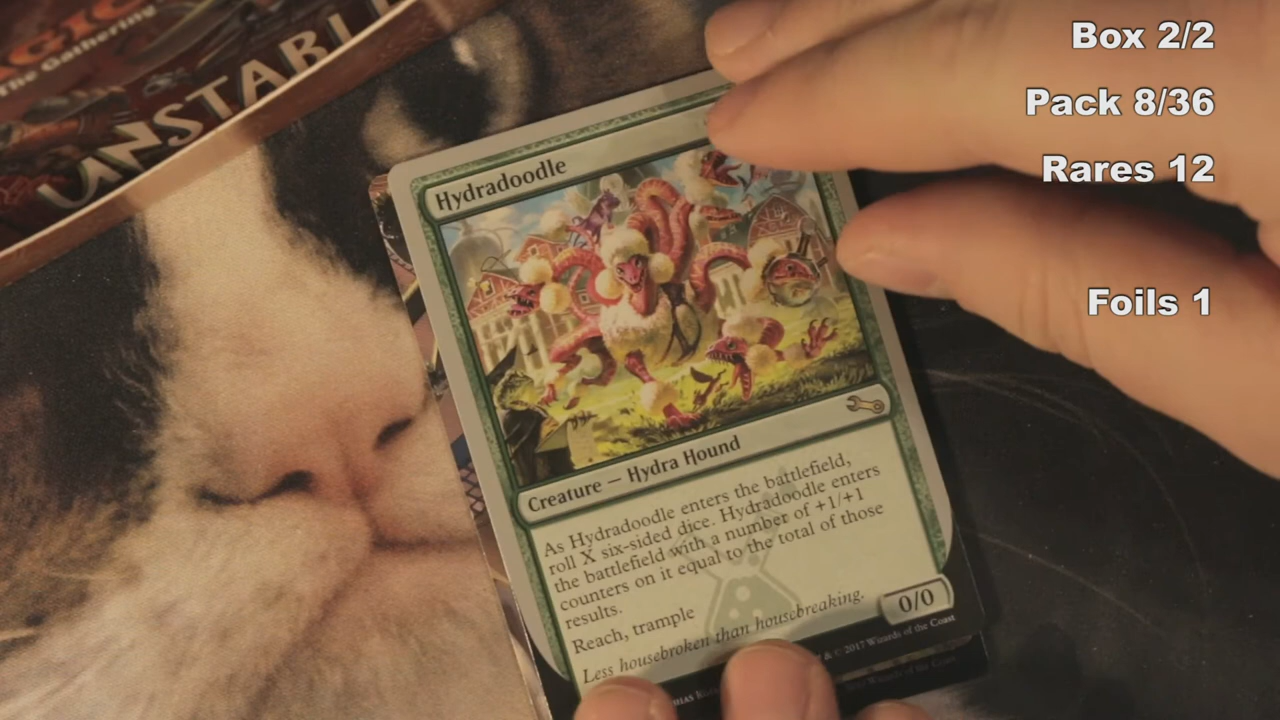 MAGIC
The Gathering
UNSTABLE
Box 2/2
Pack 8/36
Rares 12
Foils 1
Hydradoodle
Creature — Hydra Hound
As Hydradoodle enters the battlefield,
roll X six-sided dice. Hydradoodle enters
the battlefield with a number of +1/+1
counters on it equal to the total of those
results.
Reach, trample
Less housebroken than housebreaking.
0/0
& © 2017 Wizards of the Coast